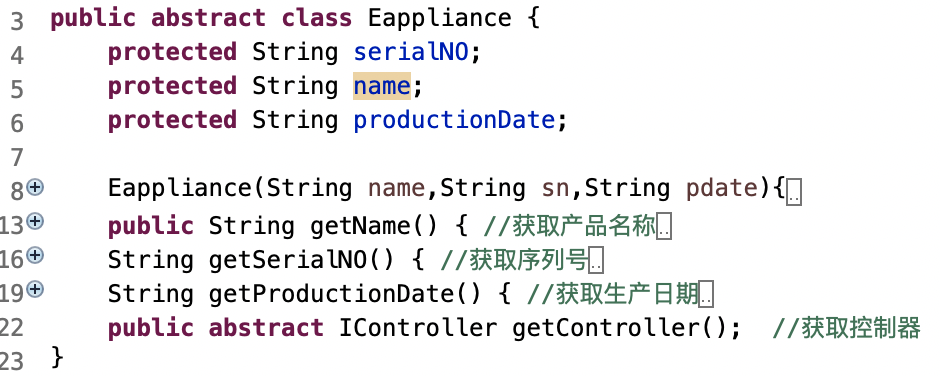 3 public abstract class Eappliance {
4 protected String serialNO;
5 protected String name;
6 protected String productionDate;
7
8 Eappliance(String name,String sn,String pdate){..
13 public String getName() { //获取产品名称..
16 String getSerialNO() { //获取序列号..
19 String getProductionDate() { //获取生产日期..
22 public abstract IController getController(); //获取控制器
23 }